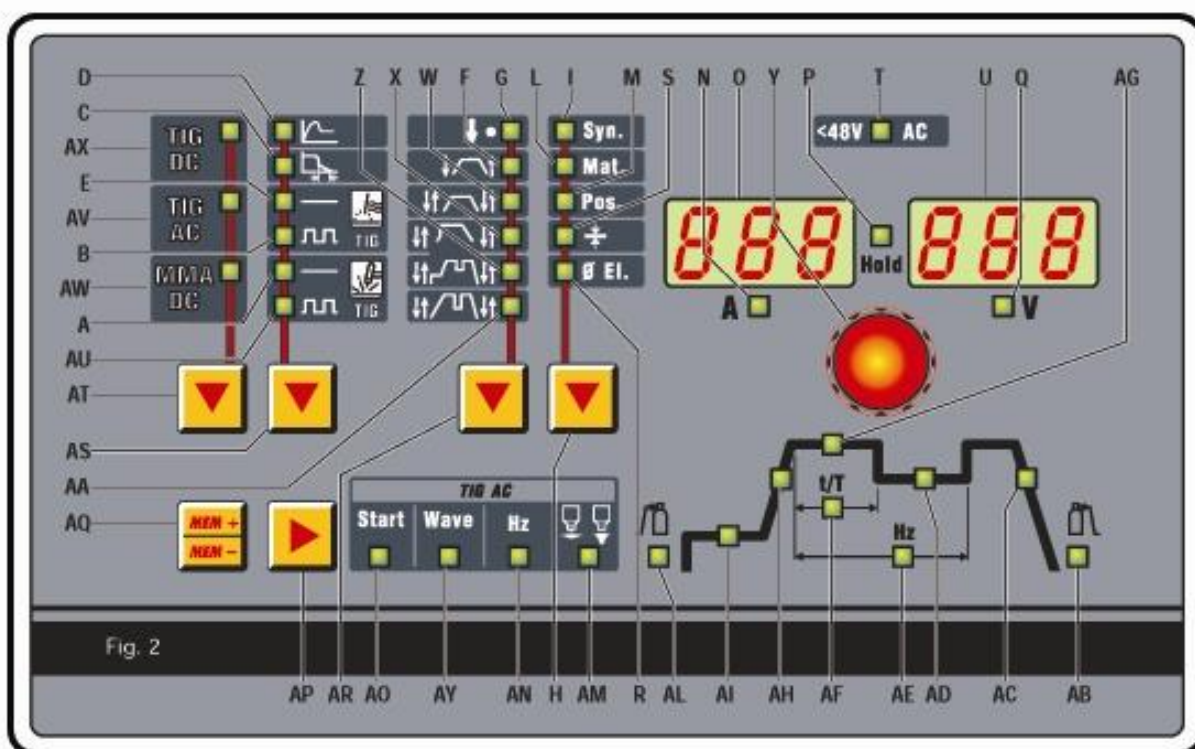 D Z X W F G L I M S N O Y P T U Q AG
C
AX
E
AV
B
AW
A
AU
AT
AS
AA
AQ
TIG
DC
TIG
AC
MMA
DC
TIG
TIG
Syn.
Mat.
Pos.
Ø El.
<48V AC
888
Hold
888
A
V
MEM +
MEM -
TIG AC
Start Wave Hz
t/T
Hz
Fig. 2
AP AR AO AY AN H AM R AL AI AH AF AE AD AC AB